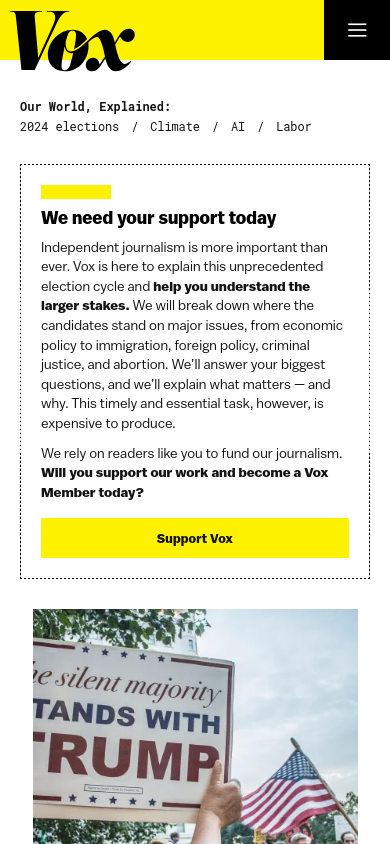 Vox
Our World, Explained:
2024 elections / Climate / AI / Labor
We need your support today
Independent journalism is more important than
ever. Vox is here to explain this unprecedented
election cycle and help you understand the
larger stakes. We will break down where the
candidates stand on major issues, from economic
policy to immigration, foreign policy, criminal
justice, and abortion. We’ll answer your biggest
questions, and we’ll explain what matters — and
why. This timely and essential task, however, is
expensive to produce.
We rely on readers like you to fund our journalism.
Will you support our work and become a Vox
Member today?
Support Vox
he silent majority
TANDS WITH
TRUMP